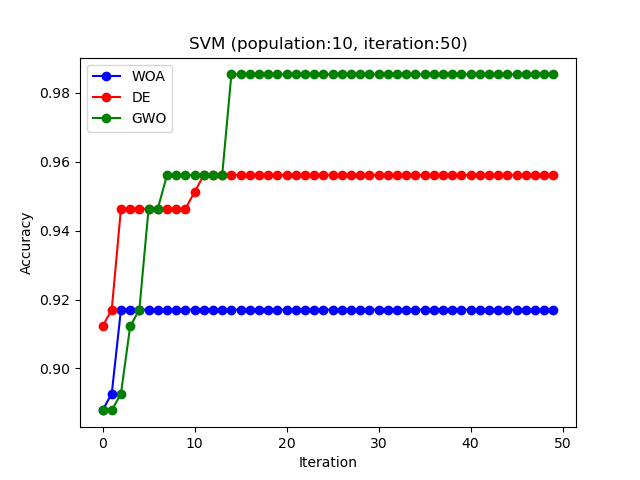 SVM (population:10, iteration:50)
WOA
DE
GWO
0.98
0.96
0.94
0.92
0.90
Accuracy
0 10 20 30 40 50
Iteration